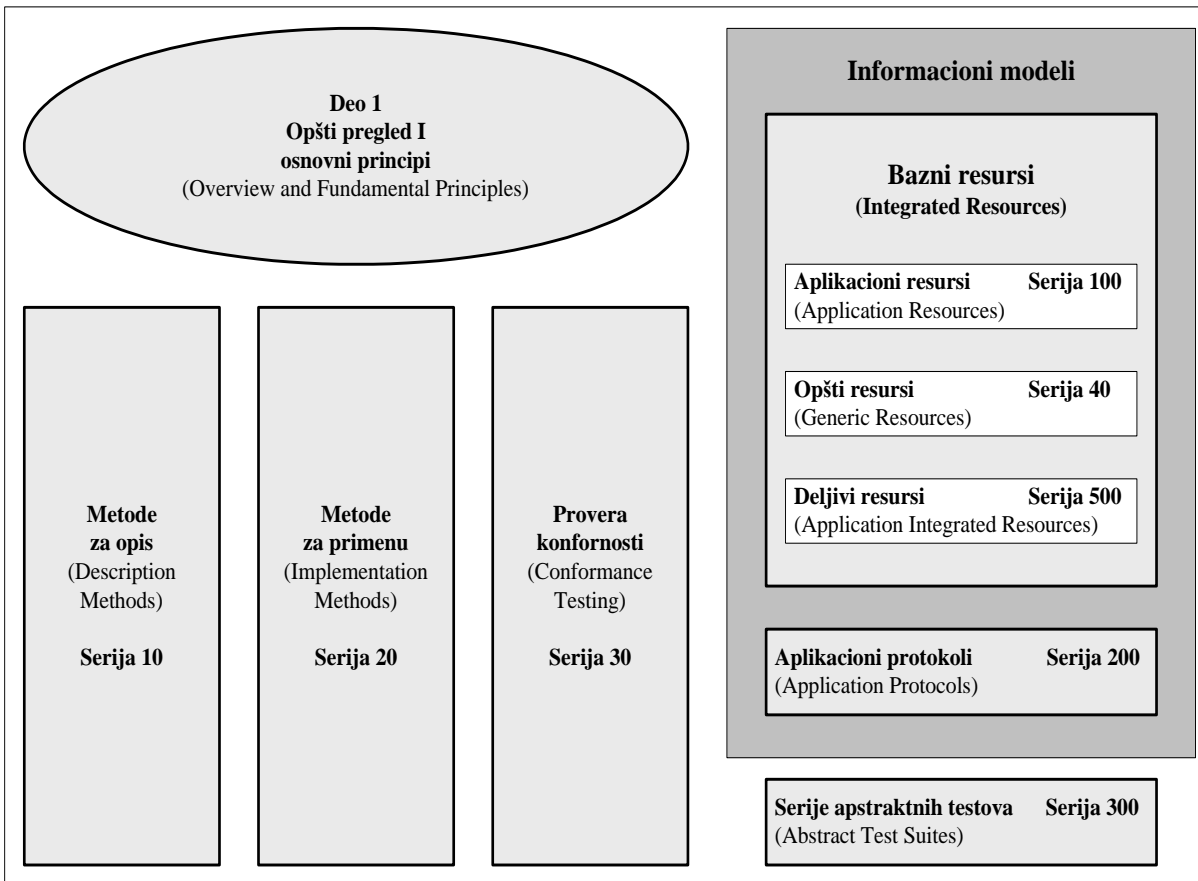 Deo 1
Opšti pregled I
osnovni principi
(Overview and Fundamental Principles)
Metode
za opis
(Description
Methods)
Serija 10
Metode
za primenu
(Implementation
Methods)
Serija 20
Provera
konfornosti
(Conformance
Testing)
Serija 30
Informacioni modeli
Bazni resursi
(Integrated Resources)
Aplikacioni resursi Serija 100
(Application Resources)
Opšti resursi Serija 40
(Generic Resources)
Deljivi resursi Serija 500
(Application Integrated Resources)
Aplikacioni protokoli Serija 200
(Application Protocols)
Serije apstraktnih testova Serija 300
(Abstract Test Suites)